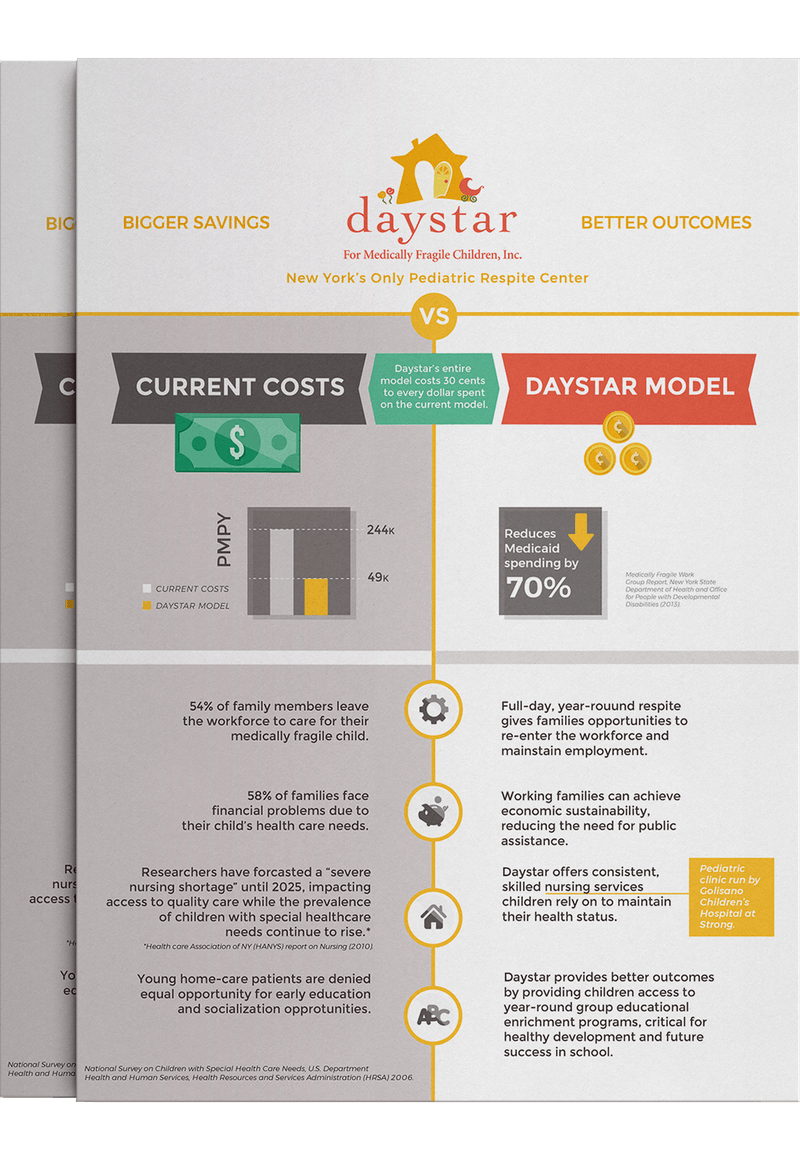 BIGGER SAVINGS
daystar
For Medically Fragile Children, Inc.
New York's Only Pediatric Respite Center
BETTER OUTCOMES
VS
CURRENT COSTS
Daystar's entire
model costs 30 cents
to every dollar spent
on the current model.
DAYSTAR MODEL
$
PMPY
244K
49K
CURRENT COSTS
DAYSTAR MODEL
Reduces
Medicaid
spending by
70%
Medically Fragile Work
Group Report, New York State
Department of Health and Office
for People with Developmental
Disabilities (2013).
54% of family members leave
the workforce to care for their
medically fragile child.
Full-day, year-round respite
gives families opportunities to
re-enter the workforce and
mainstain employment.
58% of families face
financial problems due to
their child's health care needs.
Working families can achieve
economic sustainability,
reducing the need for public
assistance.
Researchers have forcasted a "severe
nursing shortage" until 2025, impacting
access to quality care while the prevalence
of children with special healthcare
needs continue to rise.*
*Health care Association of NY (HANYS) report on Nursing (2010).
Daystar offers consistent,
skilled nursing services
children rely on to maintain
their health status.
Pediatric
clinic run by
Golisano
Children's
Hospital at
Strong.
Young home-care patients are denied
equal opportunity for early education
and socialization opprotunities.
ABC
Daystar provides better outcomes
by providing children access to
year-round group educational
enrichment programs, critical for
healthy development and future
success in school.
National Survey on Children with Special Health Care Needs, U.S. Department
Health and Human Services, Health Resources and Services Administration (HRSA) 2006.
BIG
C
Re
nurs
access t
*He
Yo
ec
National Survey on
Health and Huma